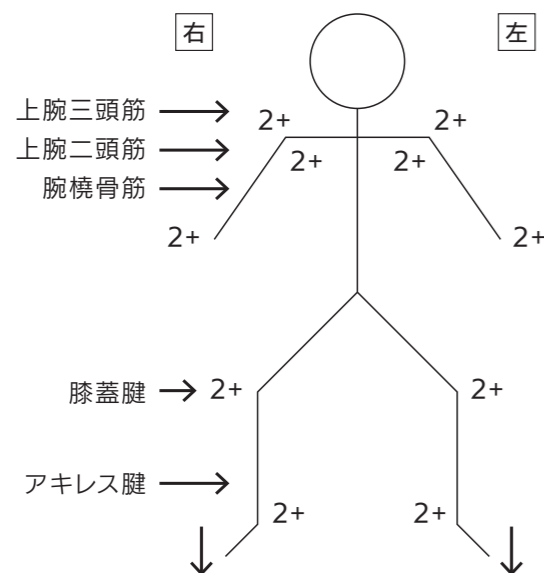 右 左
上腕三頭筋 2+ 2+
上腕二頭筋 2+ 2+
腕橈骨筋
2+ 2+
膝蓋腱 2+ 2+
アキレス腱
2+ 2+